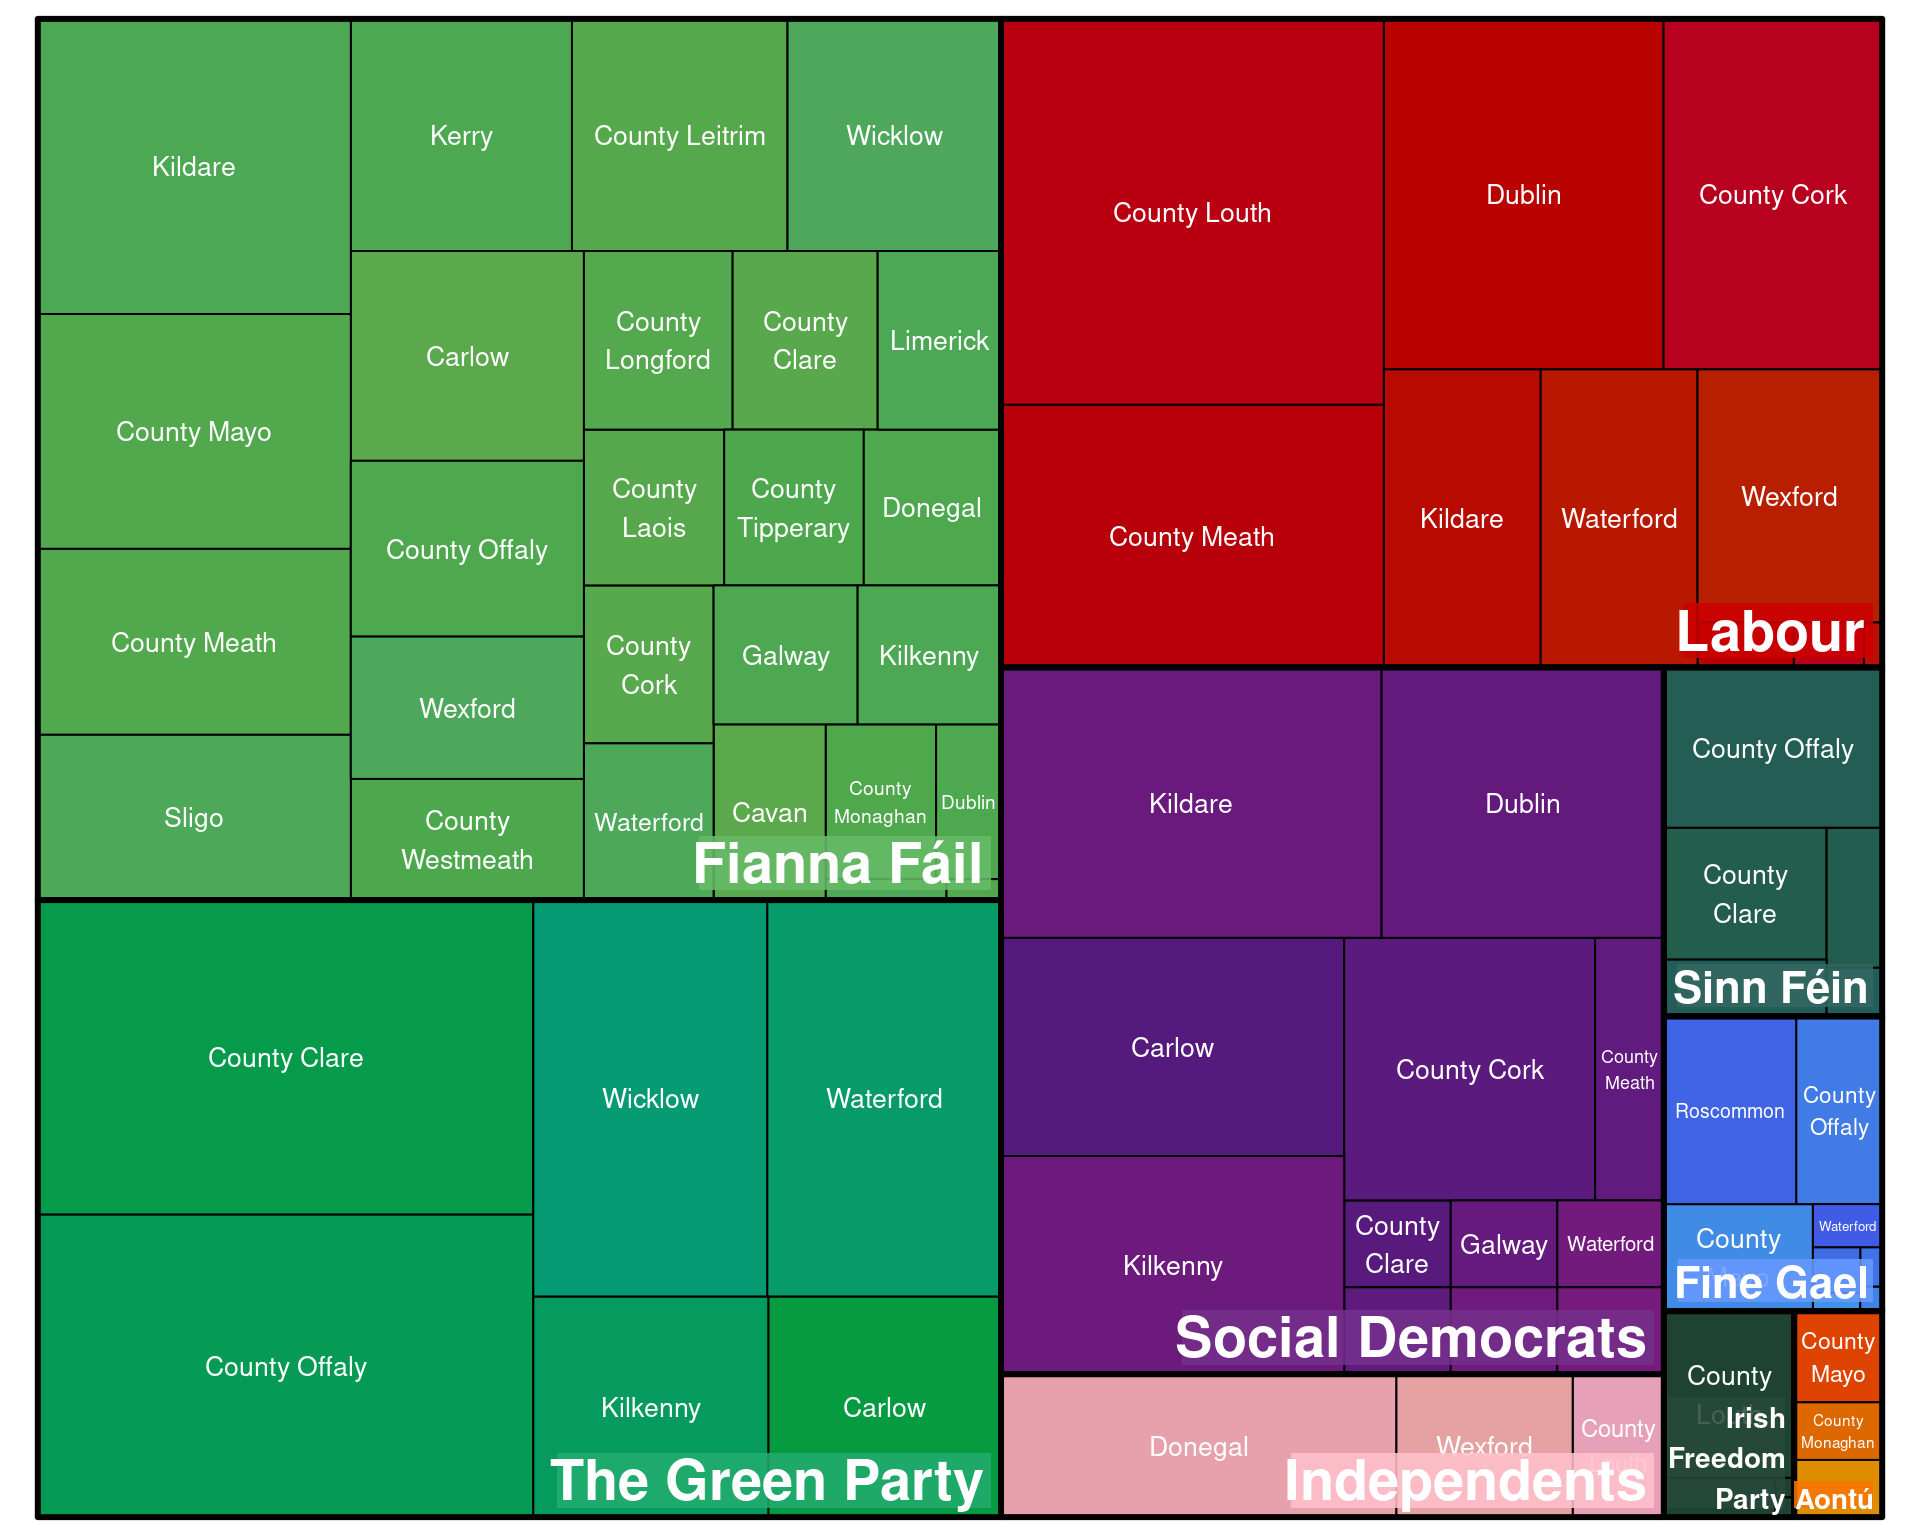 Kildare
Kerry
County Leitrim
Wicklow
County Mayo
Carlow
County
Longford
County
Clare
Limerick
County Meath
County Offaly
County
Laois
County
Tipperary
Donegal
Wexford
County
Cork
Galway
Kilkenny
Sligo
County
Westmeath
Waterford
Cavan
County
Monaghan
Dublin
Fianna Fáil
County Clare
Wicklow
Waterford
County Offaly
Kilkenny
Carlow
The Green Party
County Louth
Dublin
County Cork
County Meath
Kildare
Waterford
Wexford
Labour
Kildare
Dublin
Carlow
County Cork
County
Meath
Kilkenny
County
Clare
Galway
Waterford
Social Democrats
Donegal
Wexford
County
Independents
County Offaly
County
Clare
Sinn Féin
Roscommon
County
Offaly
County
Waterford
Fine Gael
County
Irish
Freedom
Party
County
Mayo
County
Monaghan
Aontú